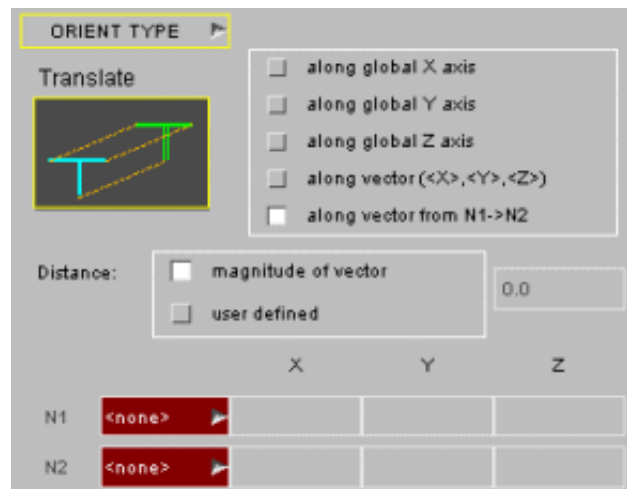 ORIENT TYPE
Translate
along global X axis
along global Y axis
along global Z axis
along vector (<X>,<Y>,<Z>)
along vector from N1->N2
Distance:
magnitude of vector
0.0
user defined
X Y Z
N1 <none>
N2 <none>